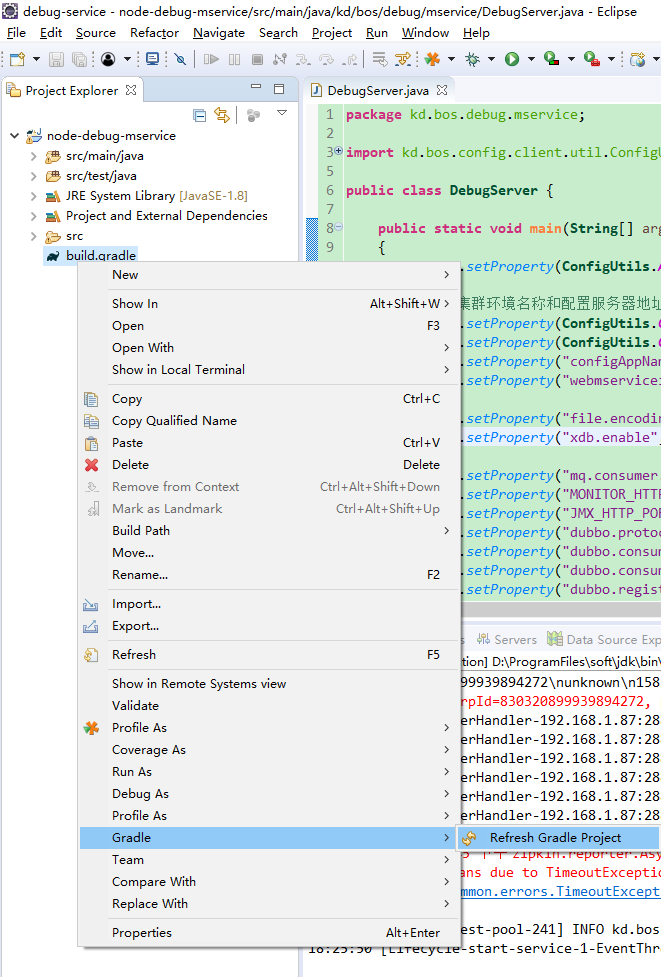 debug-service - node-debug-mservice/src/main/java/kd/bos/debug/mservice/DebugServer.java - Eclipse
File Edit Source Refactor Navigate Search Project Run Window Help
Project Explorer
DebugServer.java
node-debug-mservice
src/main/java
src/test/java
JRE System Library [JavaSE-1.8]
Project and External Dependencies
src
build.gradle
1 package kd.bos.debug.mservice;
2
3 import kd.bos.config.client.util.ConfigU
5
6 public class DebugServer {
7
8 public static void main(String[] arg
9 {
.setProperty(ConfigUtils.A
集群环境名称和配置服务器地址
.setProperty(ConfigUtils.C
.setProperty(ConfigUtils.C
.setProperty("configAppNam
.setProperty("webmservice
.setProperty("file.encodin
.setProperty("xdb.enable"
.setProperty("mq.consumer
.setProperty("MONITOR_HTTP
.setProperty("JMX_HTTP_POR
.setProperty("dubbo.protoc
.setProperty("dubbo.consum
.setProperty("dubbo.consum
.setProperty("dubbo.regist
New
Show In Alt+Shift+W
Open F3
Open With
Show in Local Terminal
Copy Ctrl+C
Copy Qualified Name
Paste Ctrl+V
Delete Delete
Remove from Context Ctrl+Alt+Shift+Down
Mark as Landmark Ctrl+Alt+Shift+Up
Build Path
Move...
Rename... F2
Import...
Export...
Refresh F5
Show in Remote Systems view
Validate
Profile As
Coverage As
Run As
Debug As
Profile As
Gradle
Team
Compare With
Replace With
Properties Alt+Enter
Refresh Gradle Project
s Servers Data Source Exp
tion] D:\ProgramFiles\soft\jdk\bin\
99939894272\nunknown\n158
rpId=830320899939894272,
erHandler-192.168.1.87:28
erHandler-192.168.1.87:28
erHandler-192.168.1.87:28
erHandler-192.168.1.87:28
erHandler-192.168.1.87:28
erHandler-192.168.1.87:28
zipkin.reporter.Asy
ans due to TimeoutExceptio
mmon.errors.TimeoutExcept
est-pool-241] INFO kd.bos
18:25:50 [Lifecycle-start-service-1-EventThre